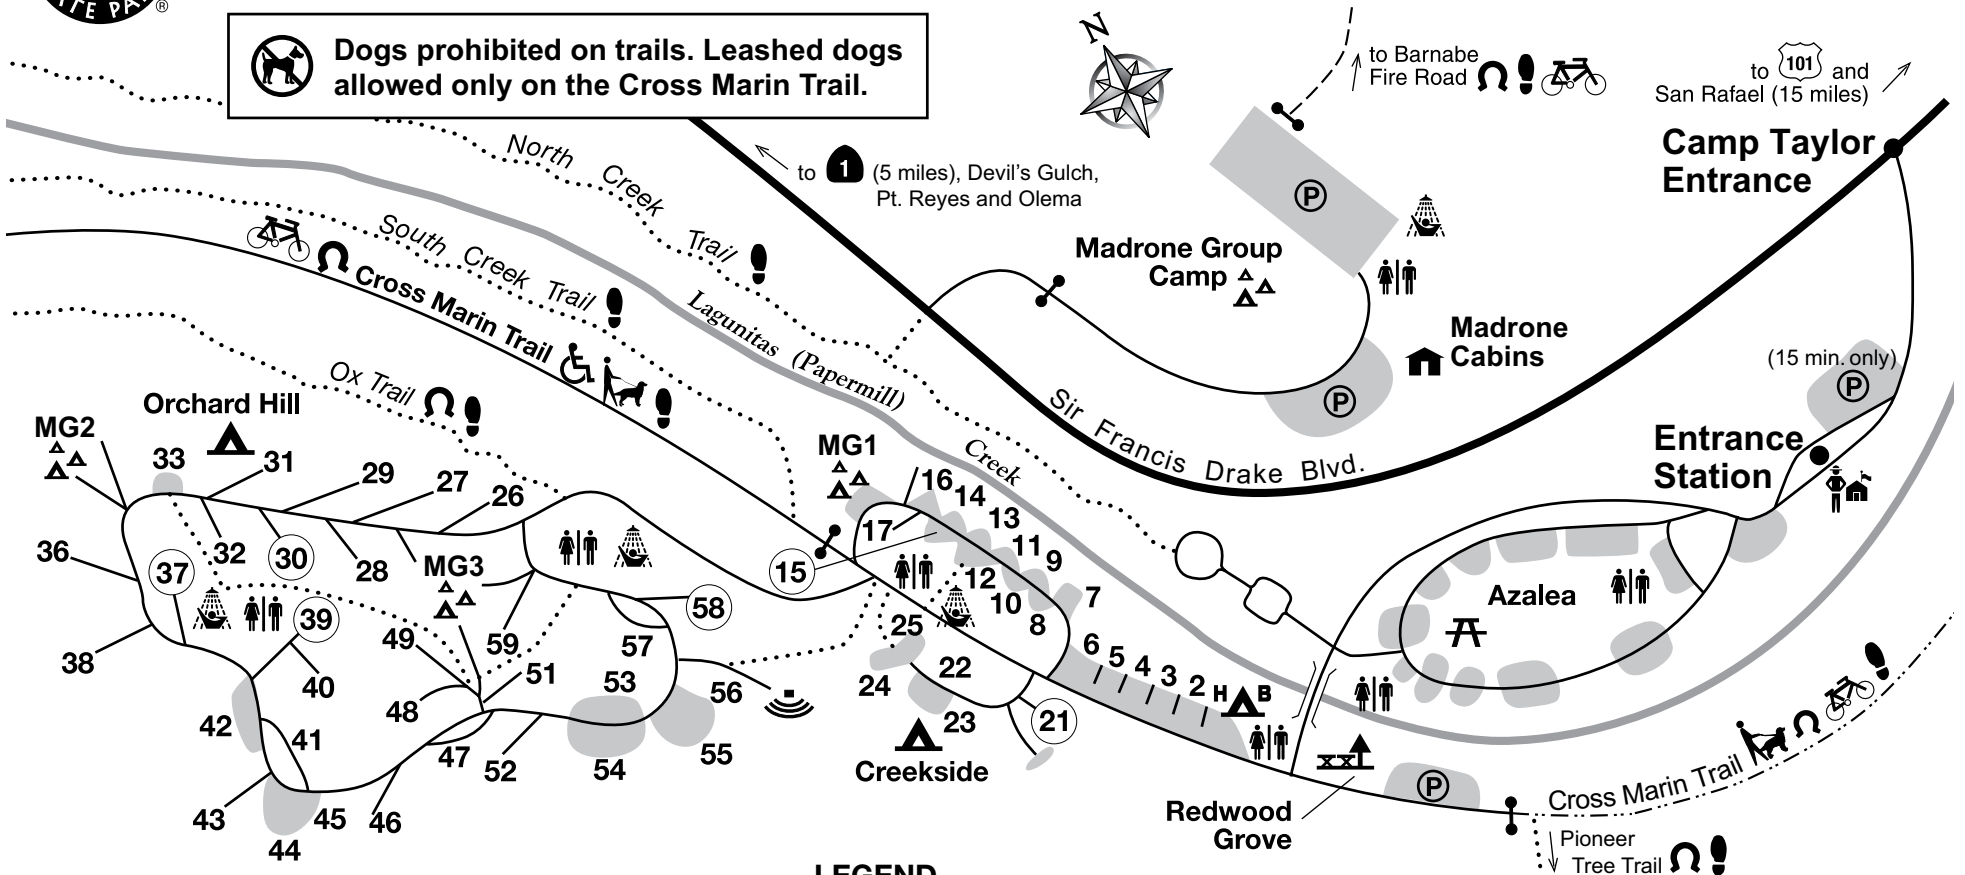 ®
Dogs prohibited on trails. Leashed dogs
allowed only on the Cross Marin Trail.
N
to Barnabe
Fire Road
to 101 and
San Rafael (15 miles)
Camp Taylor
Entrance
to 1 (5 miles), Devil's Gulch,
Pt. Reyes and Olema
North Creek Trail
South Creek Trail
Cross Marin Trail
Lagunitas (Papermill) Creek
Ox Trail
P
Madrone Group
Camp
Madrone
Cabins
P
Sir Francis Drake Blvd.
(15 min. only)
P
Entrance
Station
Orchard Hill
MG2
33
31
29
27
26
36
37
32
30
28
MG3
38
39
40
49
59
51
57
58
42
41
48
47
52
53
54
55
56
43
44
45
46
MG1
16
14
13
11
9
7
17
15
12
10
8
25
24
22
23
21
6
5
4
3
2
H B
Creekside
Azalea
Redwood
Grove
P
Cross Marin Trail
Pioneer
Tree Trail
LEGEND